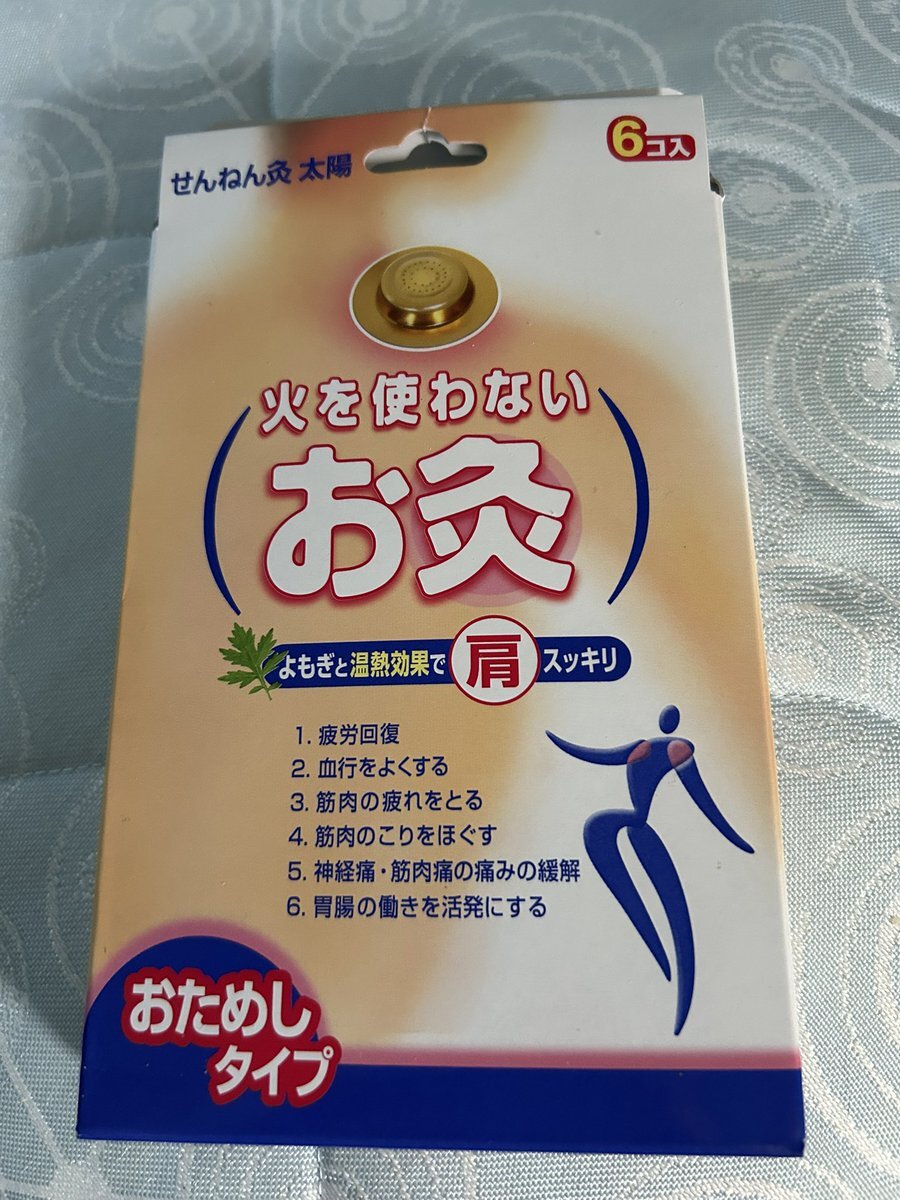 せんねん灸 太陽
6コ入
火を使わない
お灸
よもぎと温熱効果で肩スッキリ
1. 疲労回復
2. 血行をよくする
3. 筋肉の疲れをとる
4. 筋肉のこりをほぐす
5. 神経痛・筋肉痛の痛みの緩解
6. 胃腸の働きを活発にする
おためし
タイプ